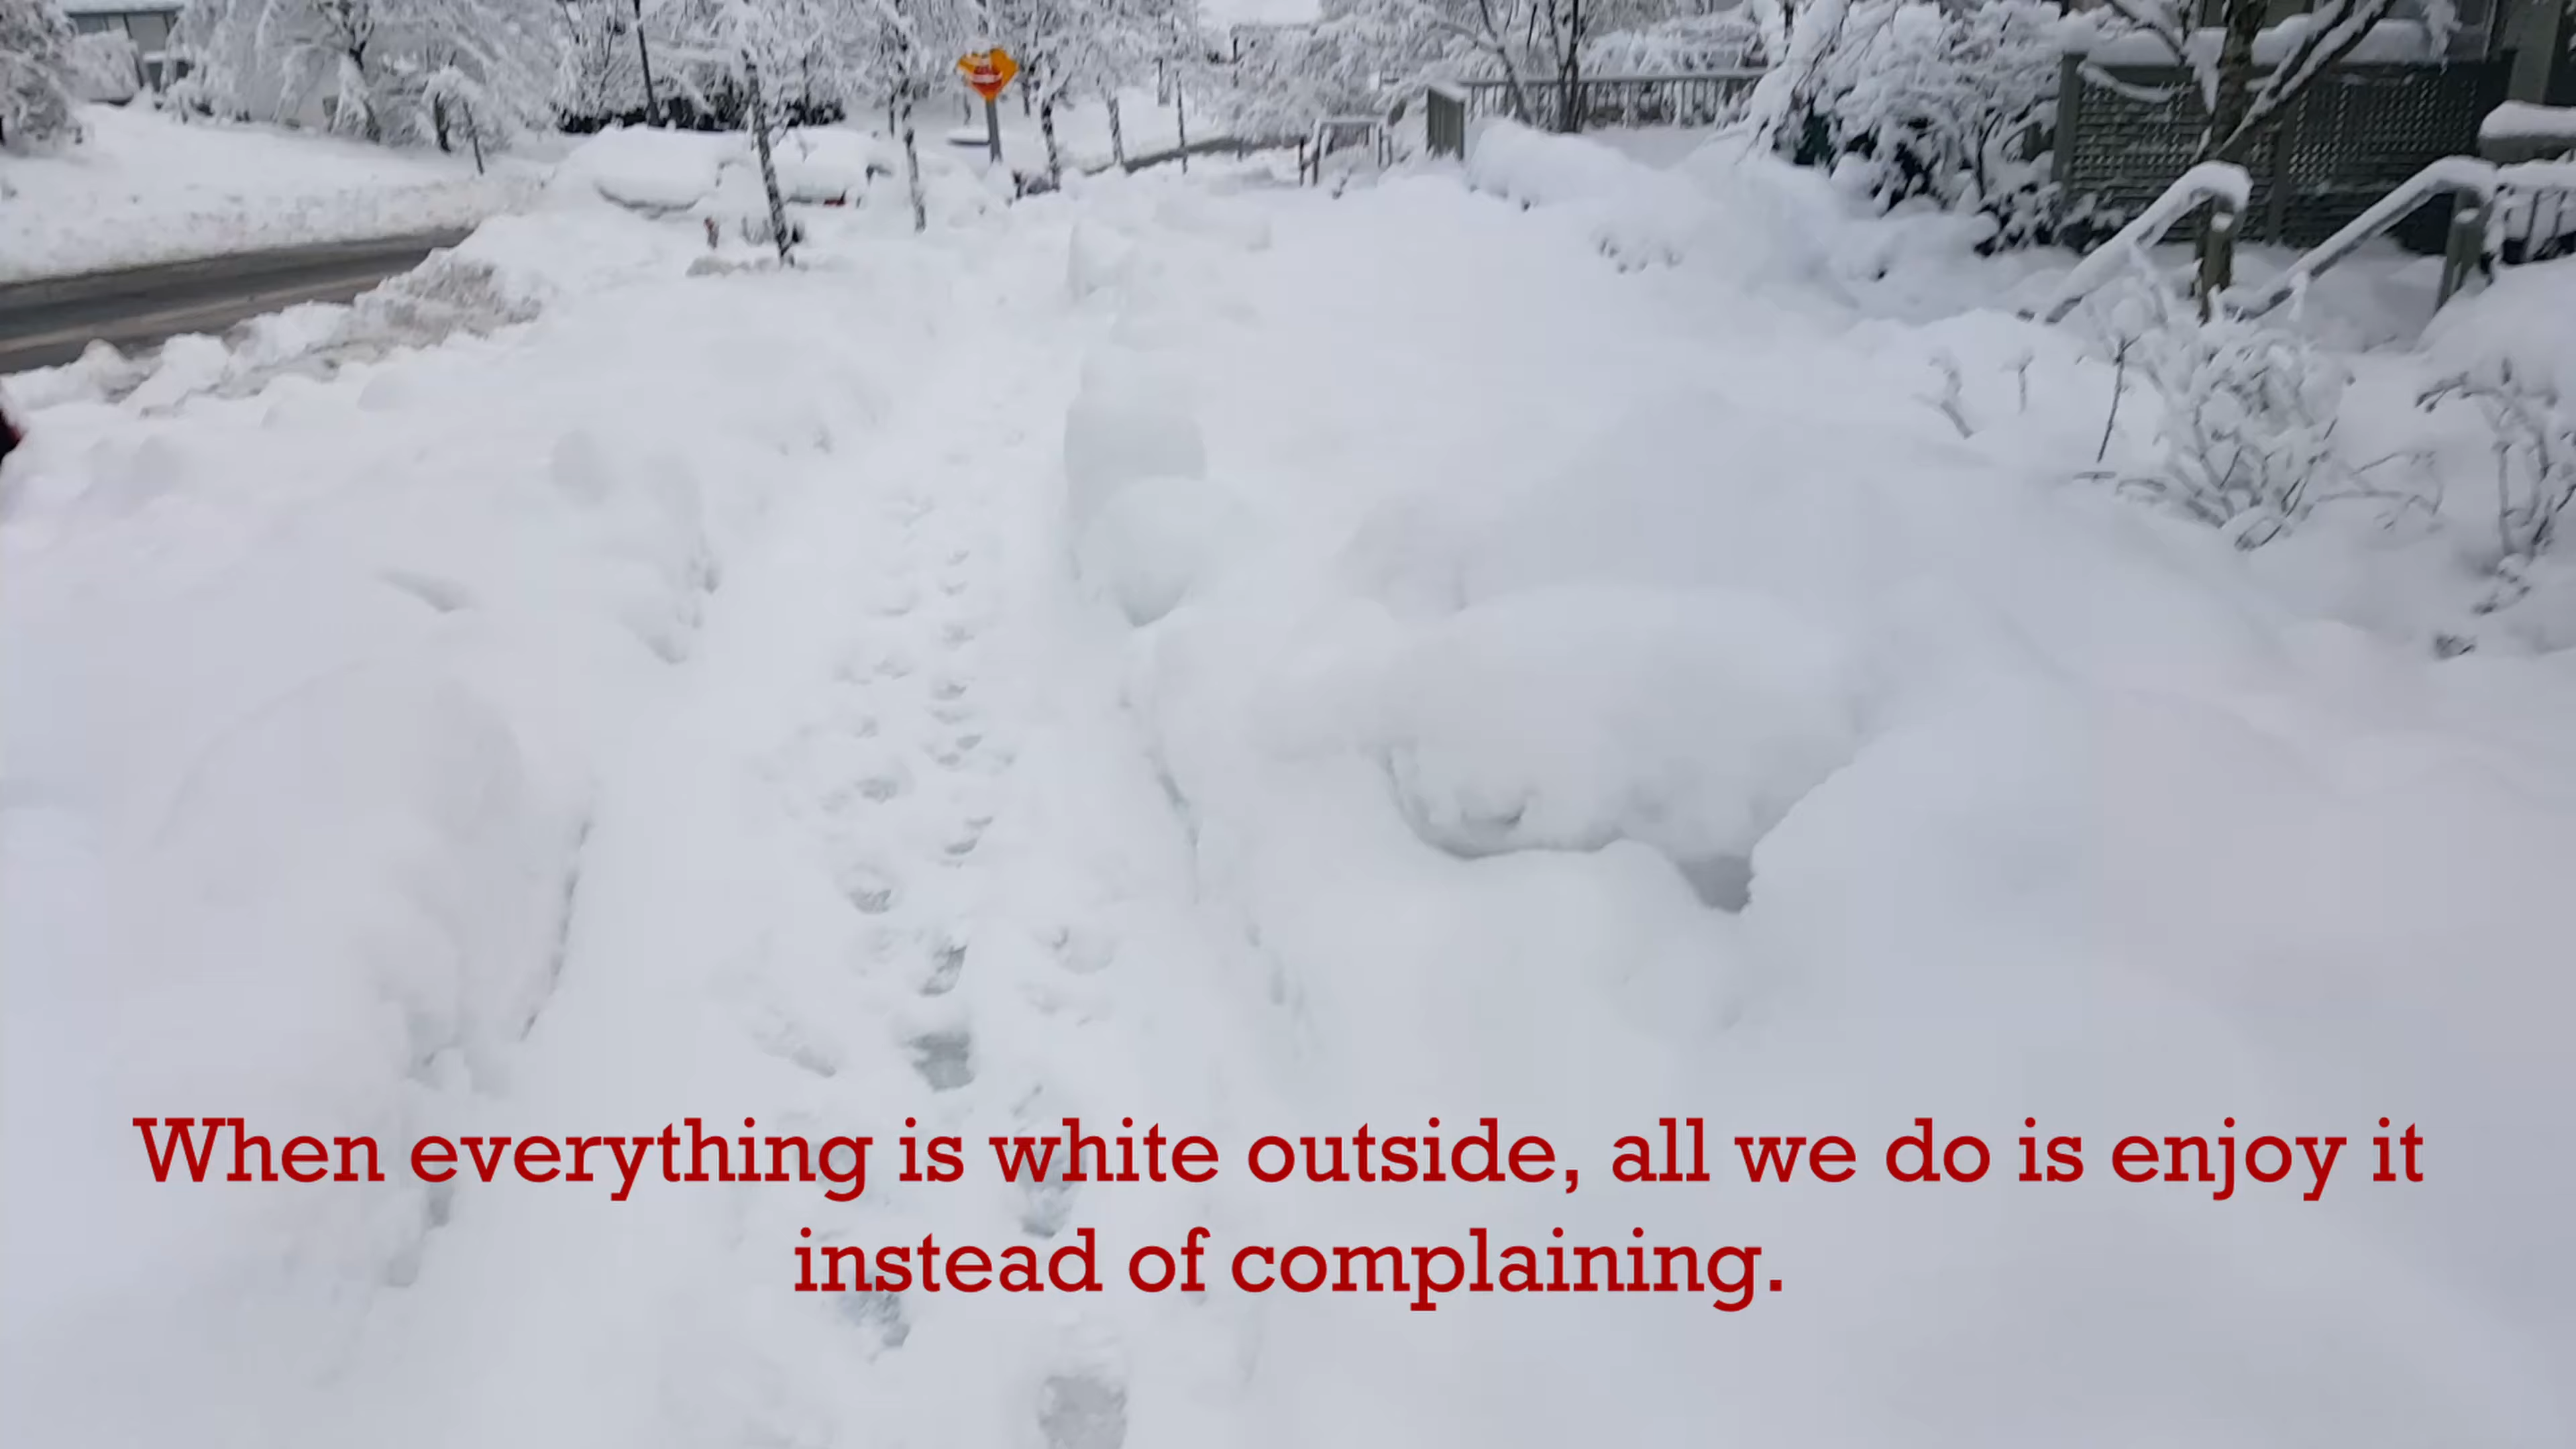 When everything is white outside, all we do is enjoy it
instead of complaining.